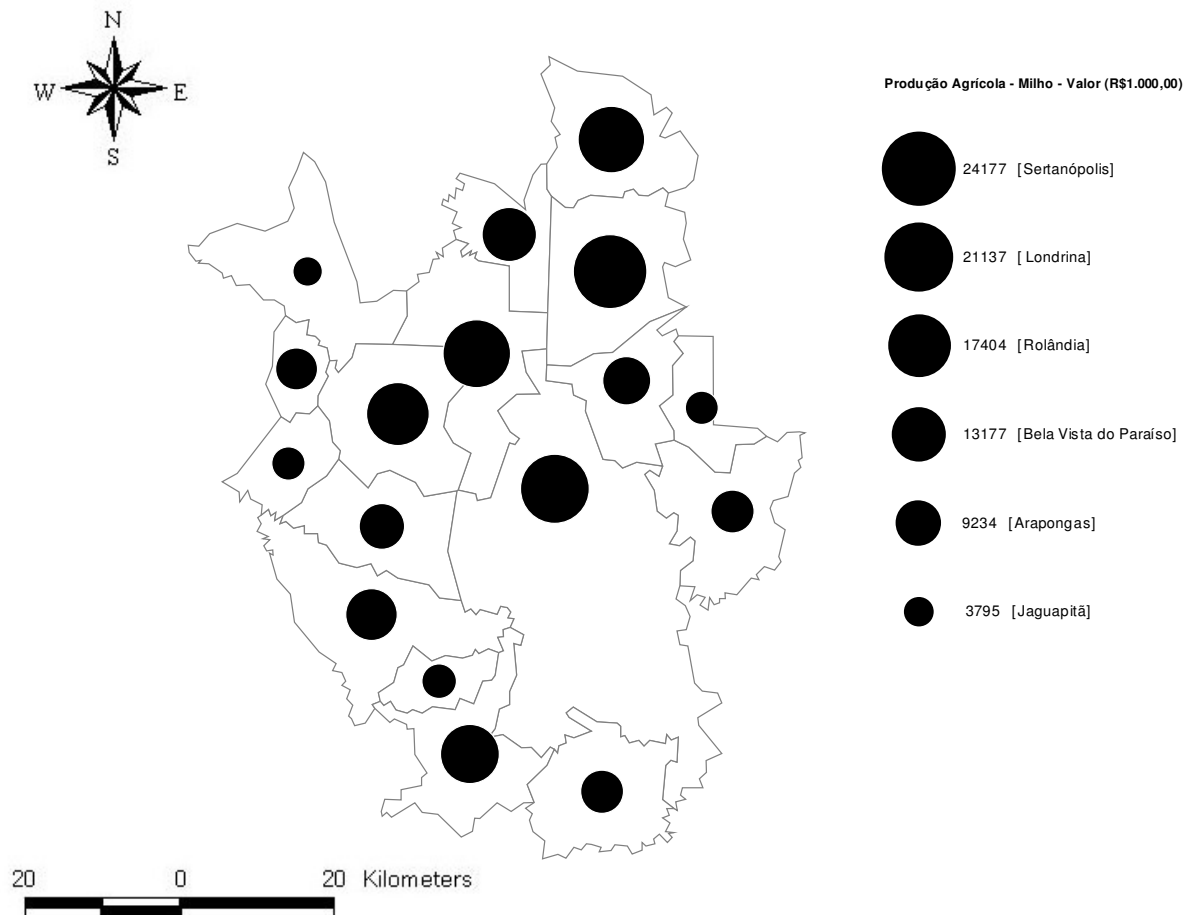 N
W E
S
Produção Agrícola - Milho - Valor (R$1.000,00)
24177 [Sertanópolis]
21137 [ Londrina]
17404 [Rolândia]
13177 [Bela Vista do Paraíso]
9234 [Arapongas]
3795 [Jaguapitã]
20 0 20 Kilometers